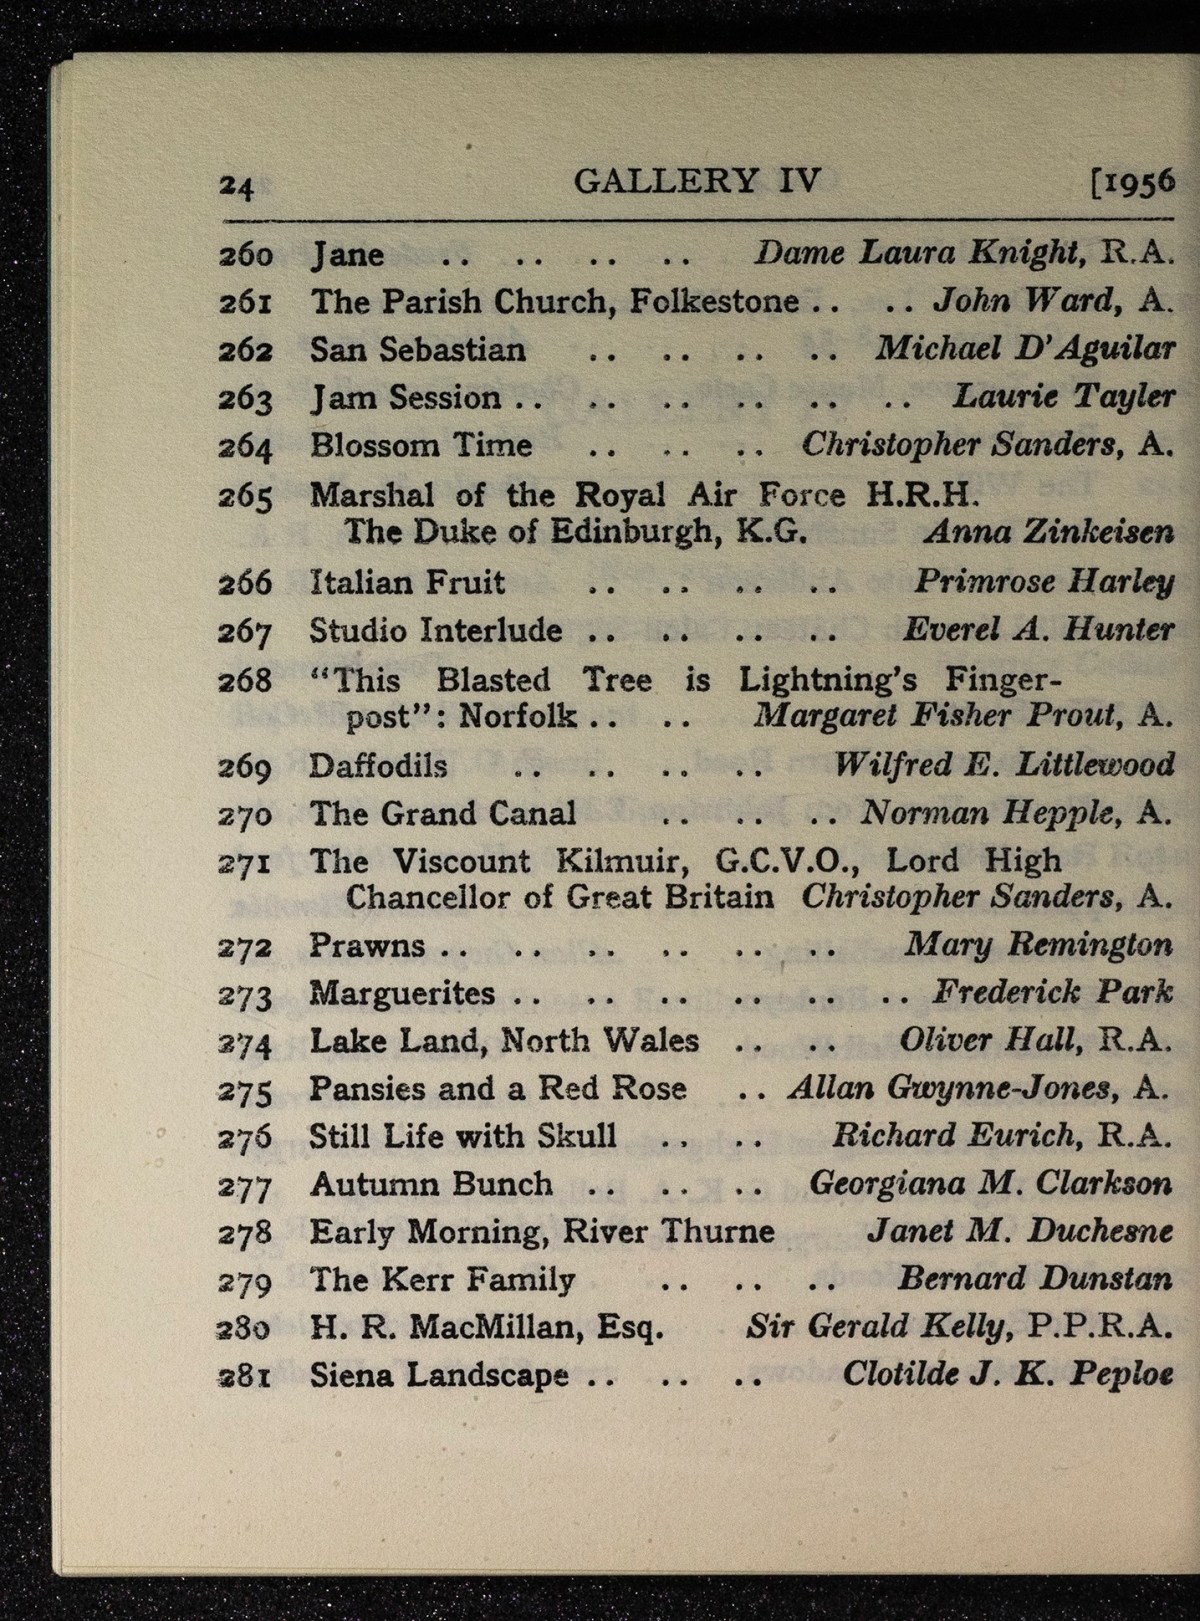 24 GALLERY IV [1956
260 Jane .. .. .. .. Dame Laura Knight, R.A.
261 The Parish Church, Folkestone .. .. John Ward, A.
262 San Sebastian .. .. .. .. Michael D'Aguilar
263 Jam Session .. .. .. .. .. .. Laurie Tayler
264 Blossom Time .. .. .. Christopher Sanders, A.
265 Marshal of the Royal Air Force H.R.H.
The Duke of Edinburgh, K.G. Anna Zinkeisen
266 Italian Fruit .. .. .. .. Primrose Harley
267 Studio Interlude .. .. .. .. Everel A. Hunter
268 "This Blasted Tree is Lightning's Finger-
post": Norfolk .. .. Margaret Fisher Prout, A.
269 Daffodils .. .. .. .. Wilfred E. Littlewood
270 The Grand Canal .. .. .. Norman Hepple, A.
271 The Viscount Kilmuir, G.C.V.O., Lord High
Chancellor of Great Britain Christopher Sanders, A.
272 Prawns .. .. .. .. .. .. Mary Remington
273 Marguerites .. .. .. .. .. .. Frederick Park
274 Lake Land, North Wales .. .. Oliver Hall, R.A.
275 Pansies and a Red Rose .. Allan Gwynne-Jones, A.
276 Still Life with Skull .. .. Richard Eurich, R.A.
277 Autumn Bunch .. .. .. Georgiana M. Clarkson
278 Early Morning, River Thurne Janet M. Duchesne
279 The Kerr Family .. .. .. Bernard Dunstan
280 H. R. MacMillan, Esq. Sir Gerald Kelly, P.P.R.A.
281 Siena Landscape .. .. .. Clotilde J. K. Peploe